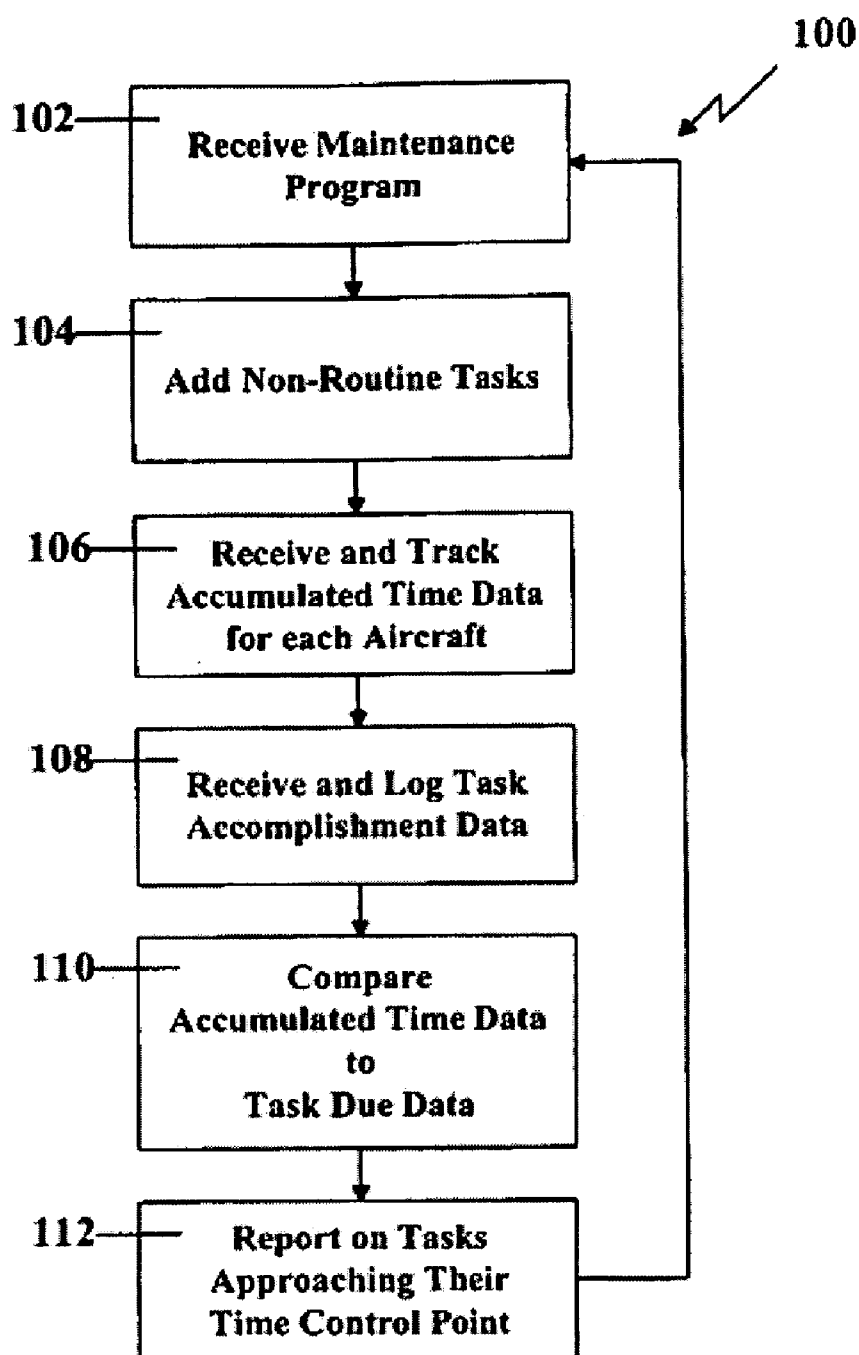 100
102
Receive Maintenance
Program
104
Add Non-Routine Tasks
106
Receive and Track
Accumulated Time Data
for each Aircraft
108
Receive and Log Task
Accomplishment Data
110
Compare
Accumulated Time Data
to
Task Due Data
112
Report on Tasks
Approaching Their
Time Control Point